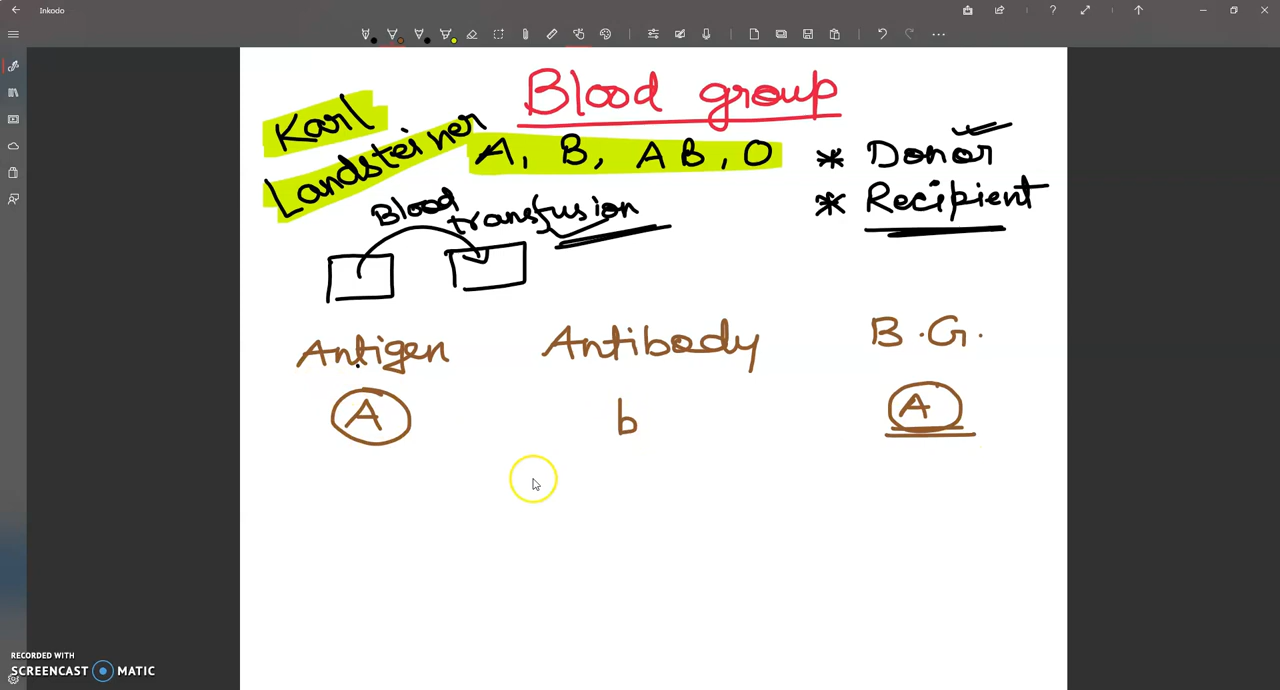 Inkodo
Blood group
Karl
Landsteiner
A, B, AB, O
* Donor
* Recipient
Blood
transfusion
Antigen Antibody B.G.
A b A
RECORDED WITH
SCREENCAST MATIC